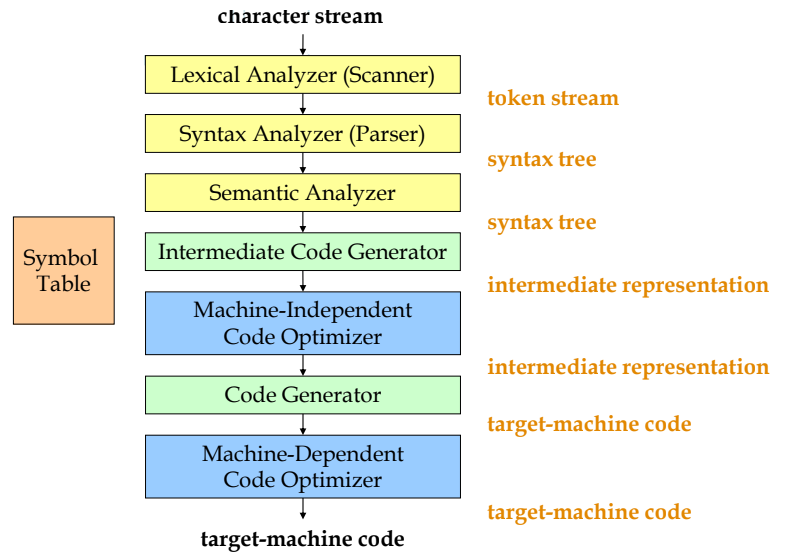 character stream
Lexical Analyzer (Scanner)
token stream
Syntax Analyzer (Parser)
syntax tree
Semantic Analyzer
syntax tree
Symbol
Table
Intermediate Code Generator
intermediate representation
Machine-Independent
Code Optimizer
intermediate representation
Code Generator
target-machine code
Machine-Dependent
Code Optimizer
target-machine code
target-machine code